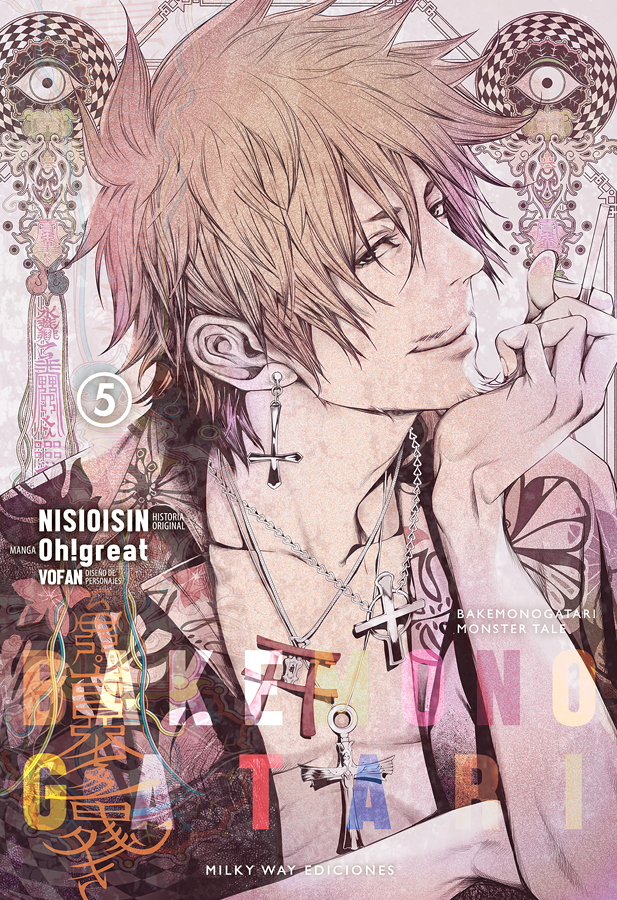 5
NISIOISIN HISTORIA ORIGINAL
MANGA Oh!great
VOFAN DISEÑO DE PERSONAJES
BAKEMONOGATARI
MONSTER TALE
BAKEMONO
GATARI
MILKY WAY EDICIONES